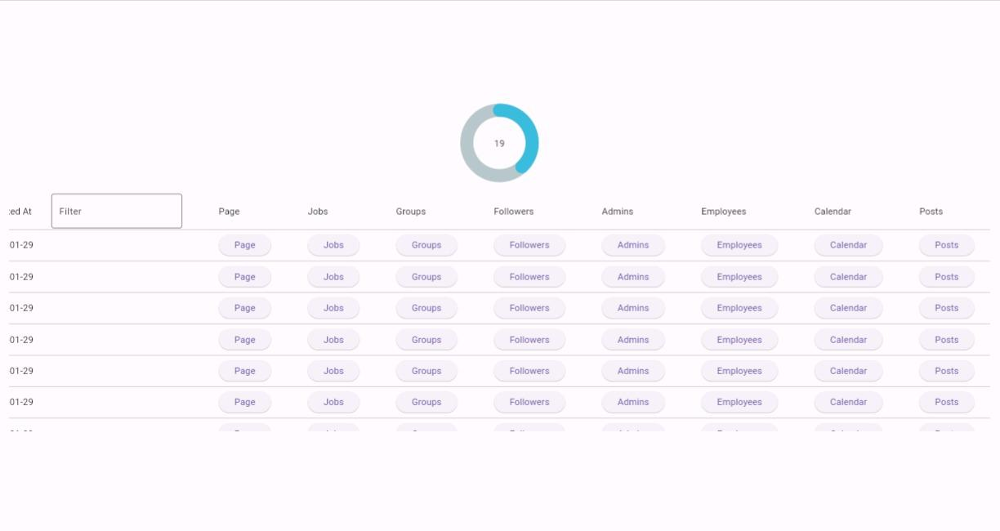 19
ed At Filter Page Jobs Groups Followers Admins Employees Calendar Posts
01-29 Page Jobs Groups Followers Admins Employees Calendar Posts
01-29 Page Jobs Groups Followers Admins Employees Calendar Posts
01-29 Page Jobs Groups Followers Admins Employees Calendar Posts
01-29 Page Jobs Groups Followers Admins Employees Calendar Posts
01-29 Page Jobs Groups Followers Admins Employees Calendar Posts
01-29 Page Jobs Groups Followers Admins Employees Calendar Posts